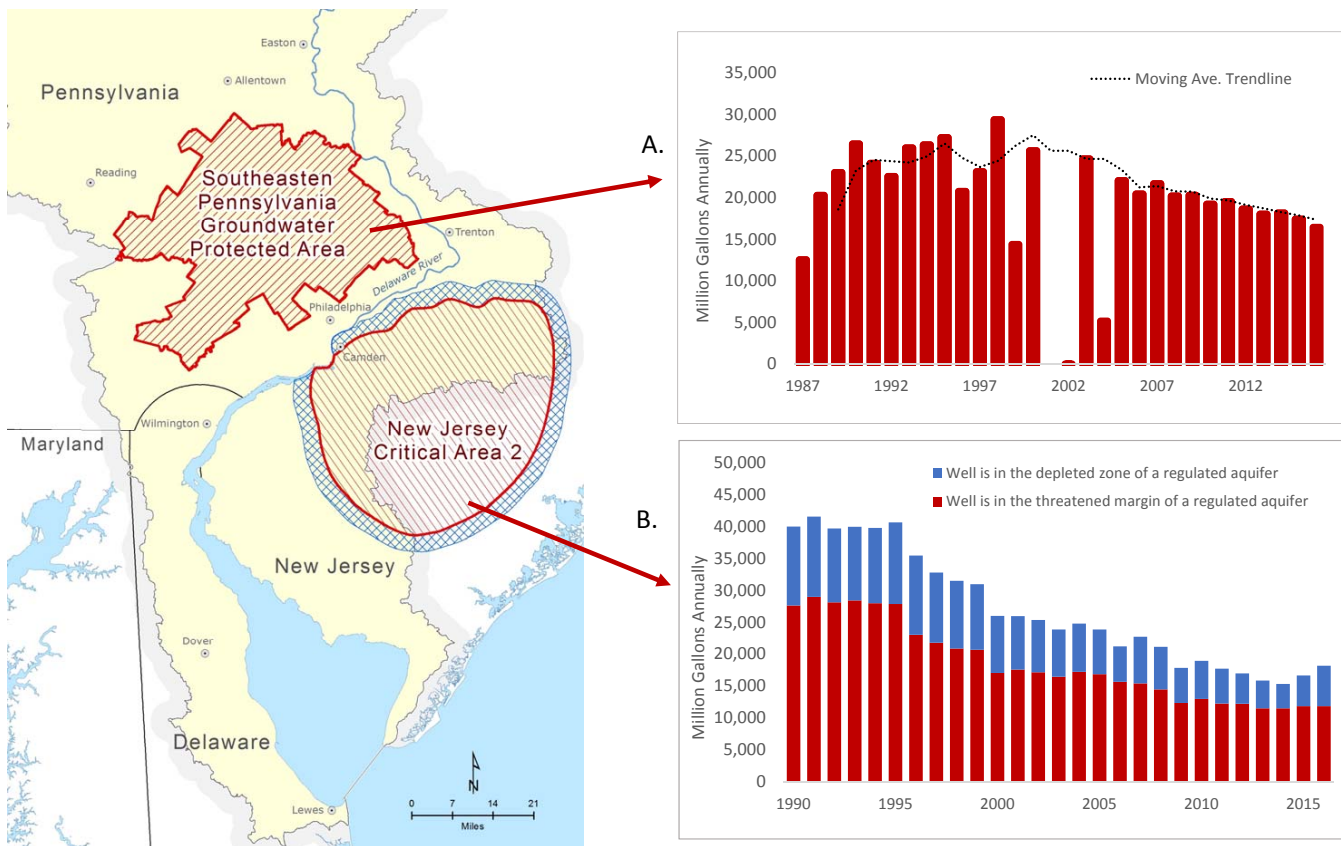 Easton
Allentown
Pennsylvania
Reading
Southeasten
Pennsylvania
Groundwater
Protected Area
Trenton
Delaware River
Philadelphia
Camden
Wilmington
Maryland
New Jersey
Critical Area 2
New Jersey
Dover
Delaware
Lewes
N
0 7 14 21
Miles
A.
35,000
30,000
25,000
20,000
15,000
10,000
5,000
0
Million Gallons Annually
Moving Ave. Trendline
1987 1992 1997 2002 2007 2012
B.
50,000
45,000
40,000
35,000
30,000
25,000
20,000
15,000
10,000
5,000
0
Million Gallons Annually
Well is in the depleted zone of a regulated aquifer
Well is in the threatened margin of a regulated aquifer
1990 1995 2000 2005 2010 2015